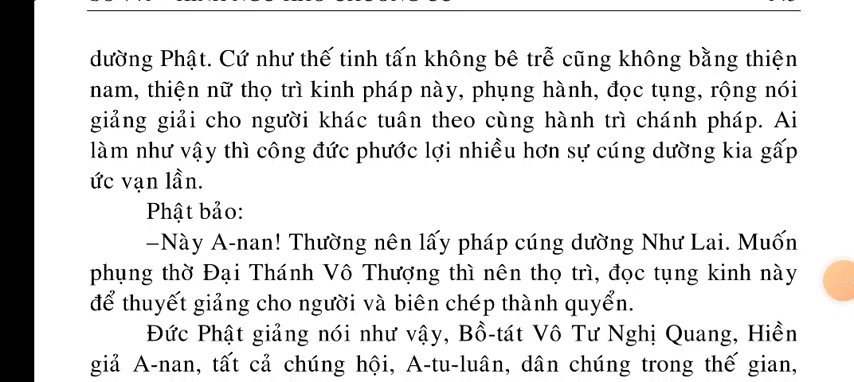 dường Phật. Cứ như thế tinh tấn không bê trễ cũng không bằng thiện
nam, thiện nữ thọ trì kinh pháp này, phụng hành, đọc tụng, rộng nói
giảng giải cho người khác tuân theo cùng hành trì chánh pháp. Ai
làm như vậy thì công đức phước lợi nhiều hơn sự cúng dường kia gấp
ức vạn lần.
Phật bảo:
–Này A-nan! Thường nên lấy pháp cúng dường Như Lai. Muốn
phụng thờ Đại Thánh Vô Thượng thì nên thọ trì, đọc tụng kinh này
để thuyết giảng cho người và biên chép thành quyển.
Đức Phật giảng nói như vậy, Bồ-tát Vô Tư Nghị Quang, Hiền
giả A-nan, tất cả chúng hội, A-tu-luân, dân chúng trong thế gian,